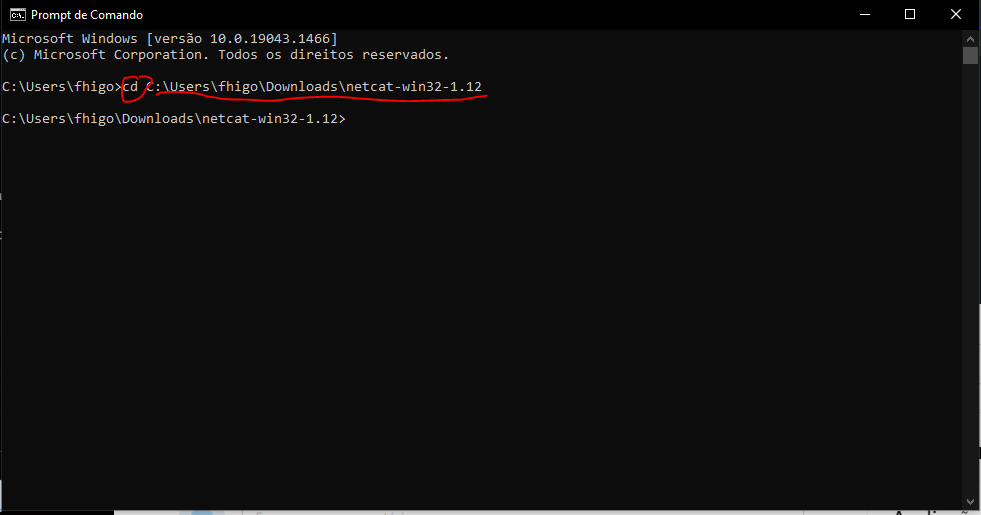 Prompt de Comando
Microsoft Windows [versão 10.0.19043.1466]
(c) Microsoft Corporation. Todos os direitos reservados.
C:\Users\fhigo>cd C:\Users\fhigo\Downloads\netcat-win32-1.12
C:\Users\fhigo\Downloads\netcat-win32-1.12>